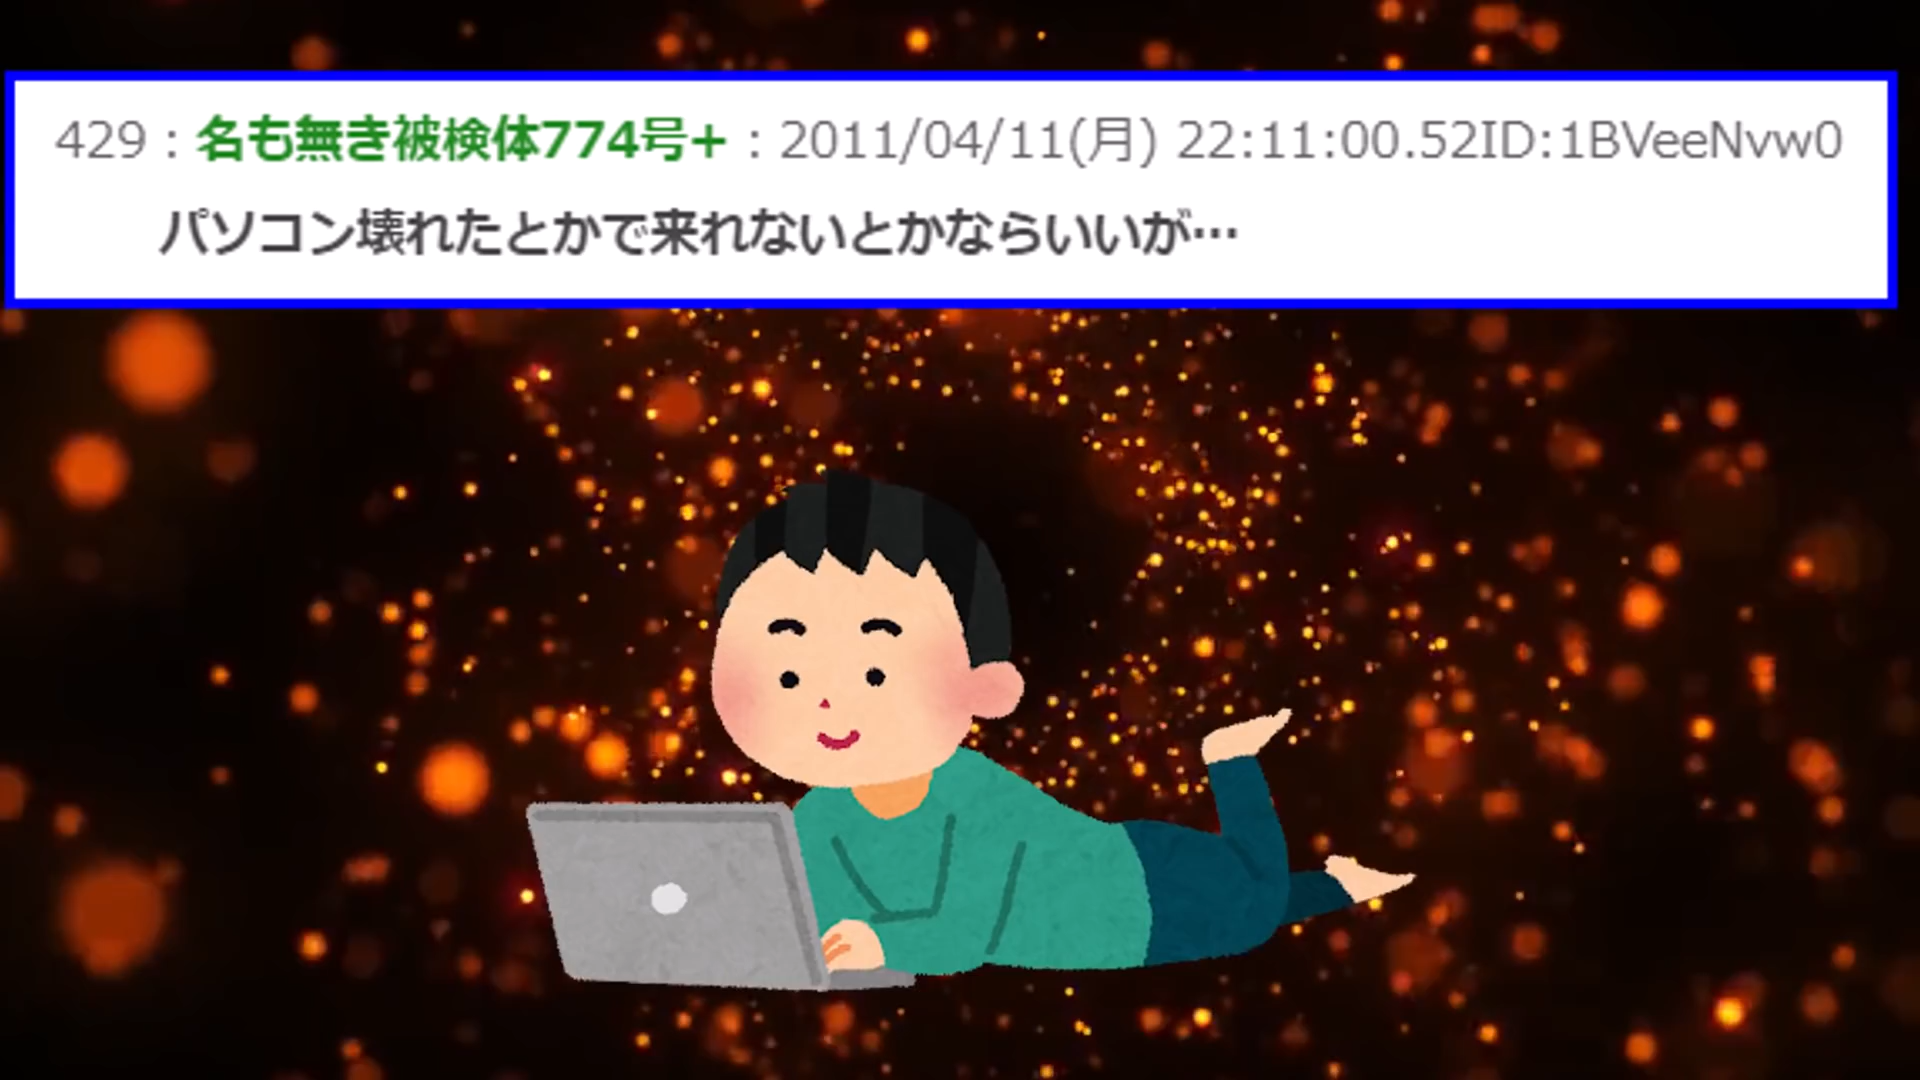 429 : 名も無き被検体774号+ : 2011/04/11(月) 22:11:00.52ID:1BVeeNvw0
パソコン壊れたとかで来れないとかならいいが…